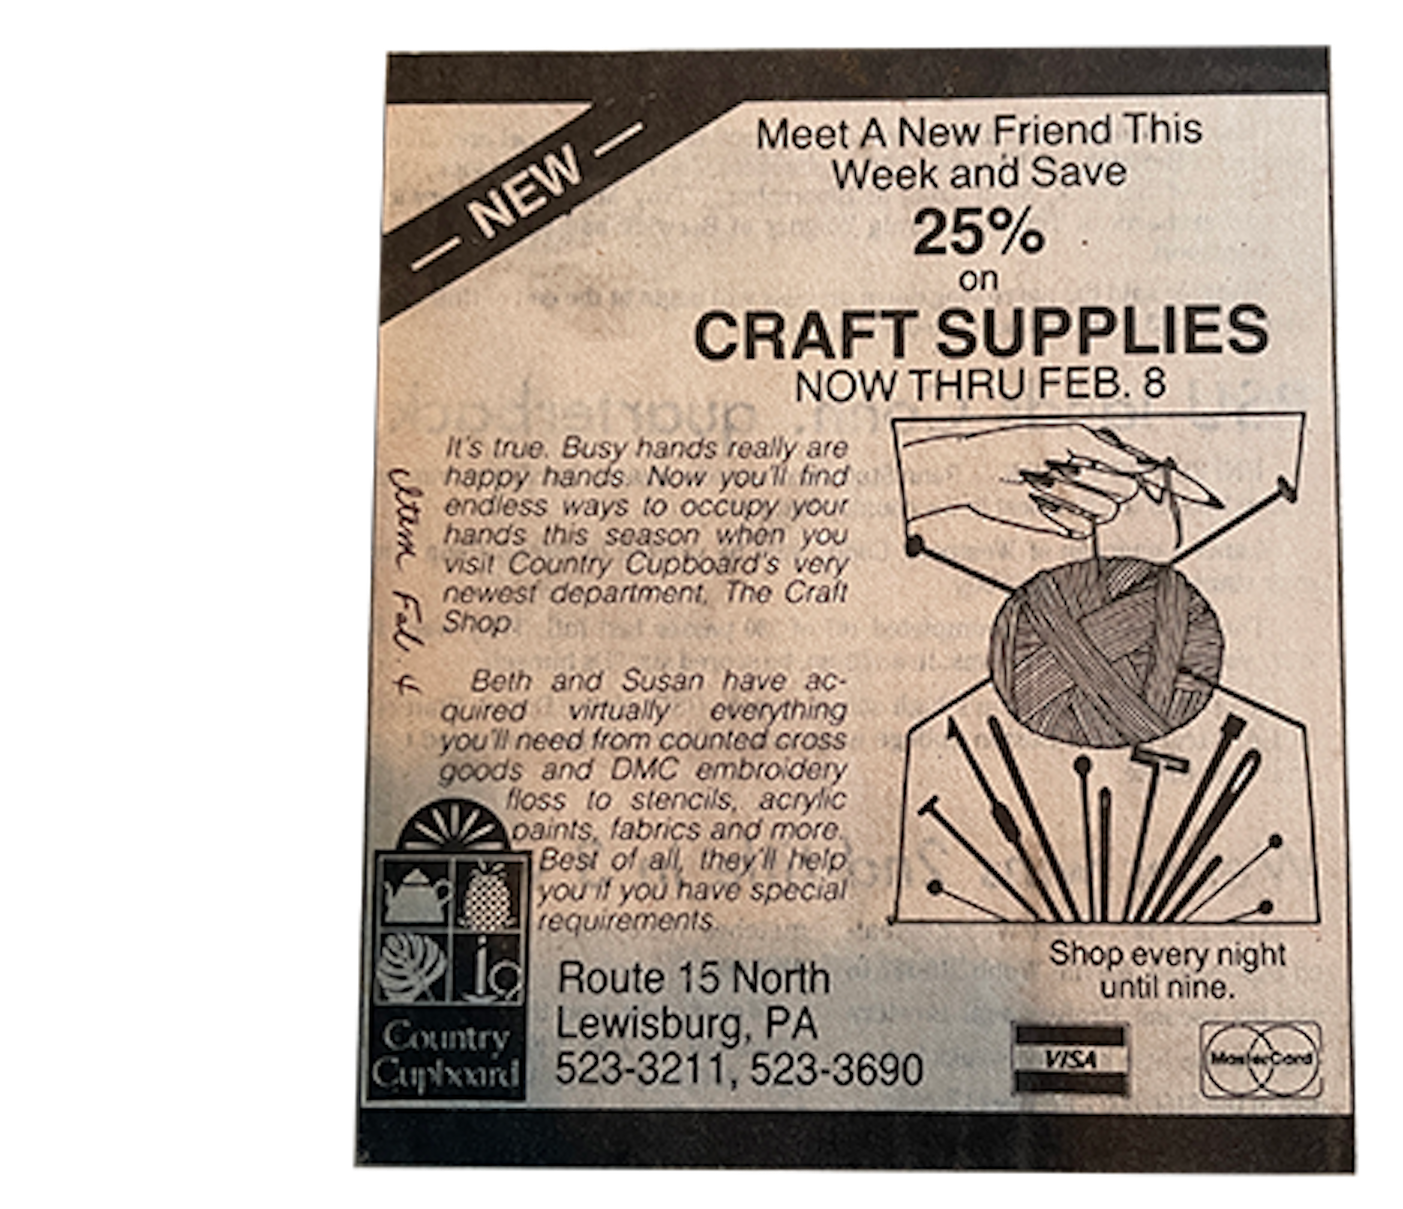 NEW
Meet A New Friend This
Week and Save
25%
on
CRAFT SUPPLIES
NOW THRU FEB. 8
It's true. Busy hands really are
happy hands. Now you'll find
endless ways to occupy your
hands this season when you
visit Country Cupboard's very
newest department, The Craft
Shop.
Beth and Susan have ac-
quired virtually everything
you'll need from counted cross
goods and DMC embroidery
floss to stencils, acrylic
paints, fabrics and more.
Best of all, they'll help
you if you have special
requirements.
Item Feb. 4
Country
Cupboard
Route 15 North
Lewisburg, PA
523-3211, 523-3690
Shop every night
until nine.
VISA
MasterCard